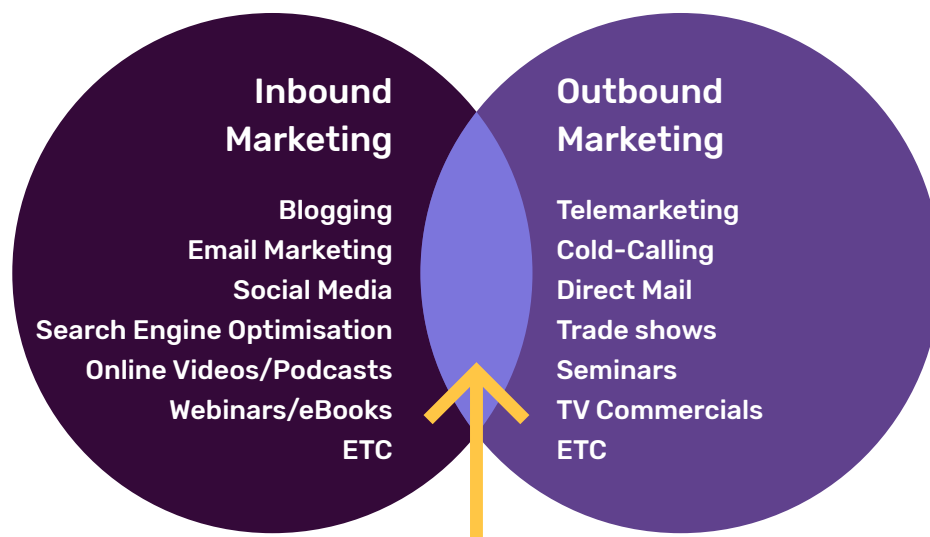 Inbound
Marketing
Blogging
Email Marketing
Social Media
Search Engine Optimisation
Online Videos/Podcasts
Webinars/eBooks
ETC
Outbound
Marketing
Telemarketing
Cold-Calling
Direct Mail
Trade shows
Seminars
TV Commercials
ETC